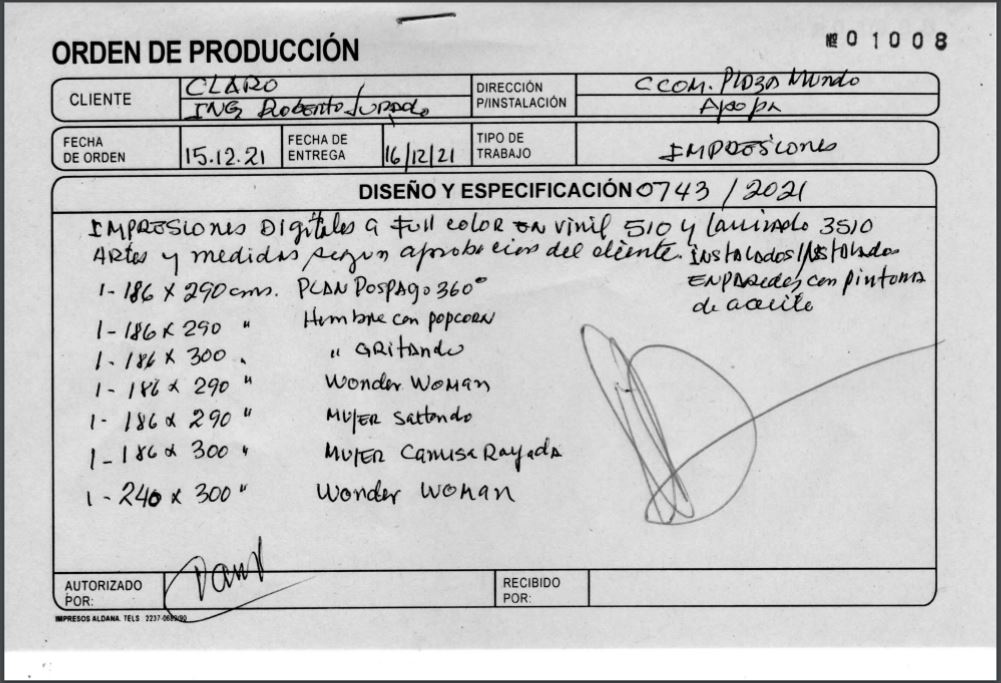 ORDEN DE PRODUCCIÓN
№ 01008
CLIENTE
CLARO
ING Roberto Jurado
DIRECCIÓN
P/INSTALACIÓN
CCOM. Plaza Mundo
Apopa
FECHA
DE ORDEN
15.12.21
FECHA DE
ENTREGA
16/12/21
TIPO DE
TRABAJO
IMPRESIONES
DISEÑO Y ESPECIFICACIÓN 0743 / 2021
IMPRESIONES Digitales a Full color en vinil 510 y laminado 3510
Artes y medidas segun aprobacion del cliente. INStalados/INStalados
EN PAREDES con pintura
de aceite
1-186 x 290 cms. PLAN POSPAGO 360°
1-186 x 290 " Hombre con popcorn
1-186 x 300 " " GRITANDO
1-186 x 290 " Wonder Woman
1-186 x 290 " MUJER Saltando
1-186 x 300 " MUJER Camisa Rayada
1-240 x 300 " Wonder Woman
AUTORIZADO
POR:
RECIBIDO
POR:
IMPRESOS ALDANA. TELS 2237-0689/90